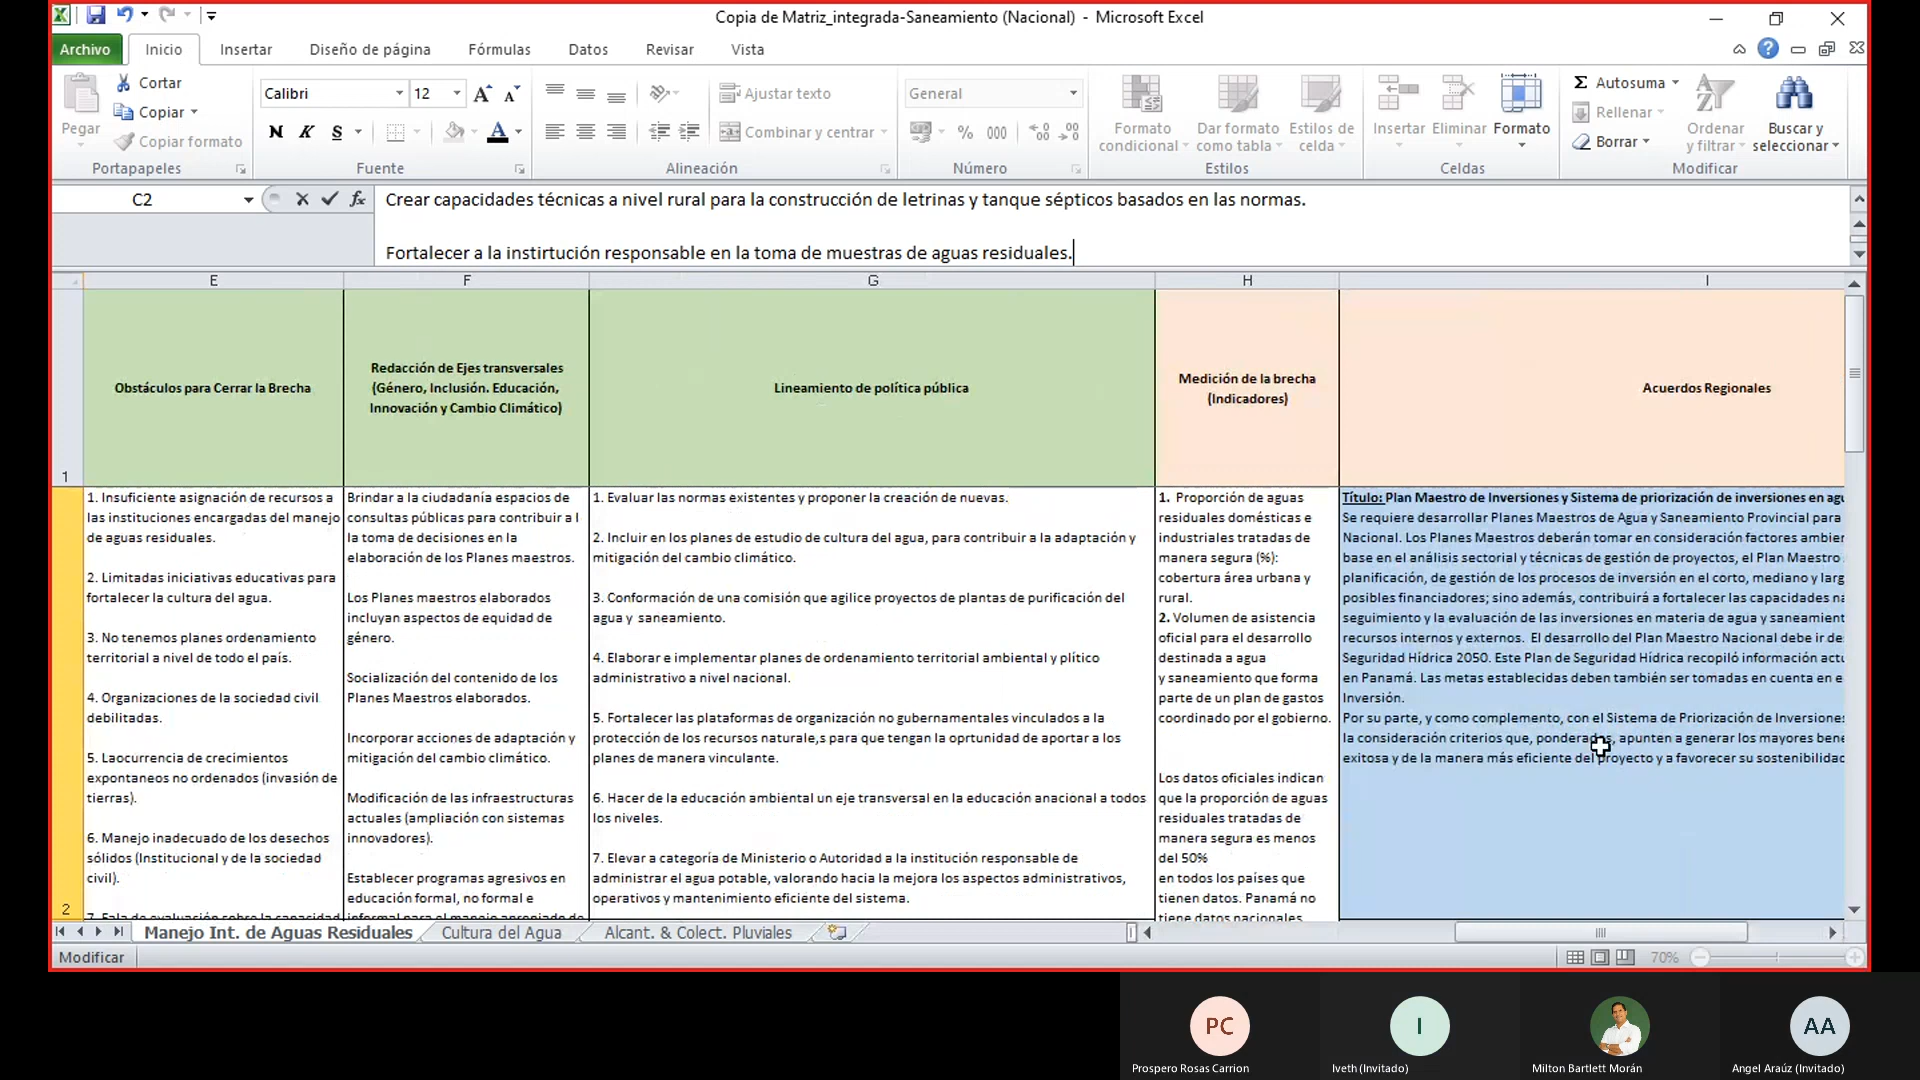 Copia de Matriz_integrada-Saneamiento (Nacional) - Microsoft Excel
Archivo
Inicio
Insertar
Diseño de página
Fórmulas
Datos
Revisar
Vista
Pegar
Cortar
Copiar
Copiar formato
Portapapeles
Calibri
12
N K S
Fuente
Ajustar texto
Combinar y centrar
Alineación
General
% 000
Número
Formato
condicional
Dar formato
como tabla
Estilos de
celda
Estilos
Insertar
Eliminar
Formato
Celdas
Autosuma
Rellenar
Borrar
Ordenar
y filtrar
Buscar y
seleccionar
Modificar
C2
fx
Crear capacidades técnicas a nivel rural para la construcción de letrinas y tanque sépticos basados en las normas.
Fortalecer a la instirtución responsable en la toma de muestras de aguas residuales.
E
F
G
H
I
1
Obstáculos para Cerrar la Brecha
Redacción de Ejes transversales
(Género, Inclusión. Educación,
Innovación y Cambio Climático)
Lineamiento de política pública
Medición de la brecha
(Indicadores)
Acuerdos Regionales
2
1. Insuficiente asignación de recursos a
las instituciones encargadas del manejo
de aguas residuales.
2. Limitadas iniciativas educativas para
fortalecer la cultura del agua.
3. No tenemos planes ordenamiento
territorial a nivel de todo el país.
4. Organizaciones de la sociedad civil
debilitadas.
5. Laocurrencia de crecimientos
expontaneos no ordenados (invasión de
tierras).
6. Manejo inadecuado de los desechos
sólidos (Institucional y de la sociedad
civil).
7. Fala de evaluación sobre la capacidad
Brindar a la ciudadanía espacios de
consultas públicas para contribuir a l
la toma de decisiones en la
elaboración de los Planes maestros.
Los Planes maestros elaborados
incluyan aspectos de equidad de
género.
Socialización del contenido de los
Planes Maestros elaborados.
Incorporar acciones de adaptación y
mitigación del cambio climático.
Modificación de las infraestructuras
actuales (ampliación con sistemas
innovadores).
Establecer programas agresivos en
educación formal, no formal e
informal para el manejo apropiado de
1. Evaluar las normas existentes y proponer la creación de nuevas.
2. Incluir en los planes de estudio de cultura del agua, para contribuir a la adaptación y
mitigación del cambio climático.
3. Conformación de una comisión que agilice proyectos de plantas de purificación del
agua y saneamiento.
4. Elaborar e implementar planes de ordenamiento territorial ambiental y plítico
administrativo a nivel nacional.
5. Fortalecer las plataformas de organización no gubernamentales vinculados a la
protección de los recursos naturale,s para que tengan la oprtunidad de aportar a los
planes de manera vinculante.
6. Hacer de la educación ambiental un eje transversal en la educación anacional a todos
los niveles.
7. Elevar a categoría de Ministerio o Autoridad a la institución responsable de
administrar el agua potable, valorando hacia la mejora los aspectos administrativos,
operativos y mantenimiento eficiente del sistema.
1. Proporción de aguas
residuales domésticas e
industriales tratadas de
manera segura (%):
cobertura área urbana y
rural.
2. Volumen de asistencia
oficial para el desarrollo
destinada a agua
y saneamiento que forma
parte de un plan de gastos
coordinado por el gobierno.
Los datos oficiales indican
que la proporción de aguas
residuales tratadas de
manera segura es menos
del 50%
en todos los países que
tienen datos. Panamá no
tiene datos nacionales
Título: Plan Maestro de Inversiones y Sistema de priorización de inversiones en agu
Se requiere desarrollar Planes Maestros de Agua y Saneamiento Provincial para
Nacional. Los Planes Maestros deberán tomar en consideración factores ambier
base en el análisis sectorial y técnicas de gestión de proyectos, el Plan Maestro
planificación, de gestión de los procesos de inversión en el corto, mediano y larg
posibles financiadores; sino además, contribuirá a fortalecer las capacidades na
seguimiento y la evaluación de las inversiones en materia de agua y saneamient
recursos internos y externos. El desarrollo del Plan Maestro Nacional debe ir de
Seguridad Hídrica 2050. Este Plan de Seguridad Hídrica recopiló información actu
en Panamá. Las metas establecidas deben también ser tomadas en cuenta en e
Inversión.
Por su parte, y como complemento, con el Sistema de Priorización de Inversiones
la consideración criterios que, ponderados, apunten a generar los mayores bene
exitosa y de la manera más eficiente del proyecto y a favorecer su sostenibilidad
Manejo Int. de Aguas Residuales
Cultura del Agua
Alcant. & Colect. Pluviales
Modificar
70%
PC
I
AA
Prospero Rosas Carrion
Iveth (Invitado)
Milton Bartlett Morán
Angel Araúz (Invitado)